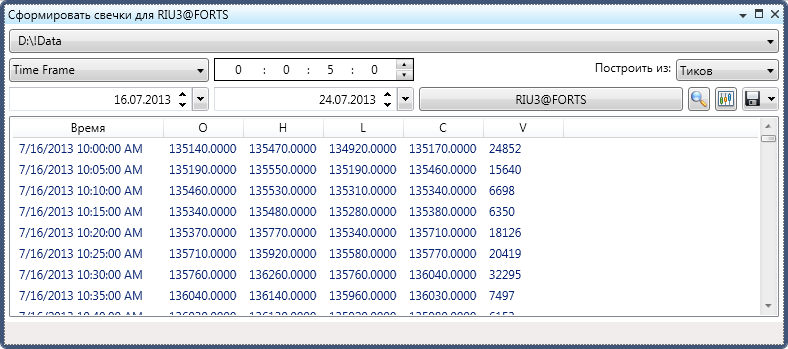 Сформировать свечки для RIU3@FORTS
D:\!Data
Time Frame 0 : 0 : 5 : 0 Построить из: Тиков
16.07.2013 24.07.2013 RIU3@FORTS
Время O H L C V
7/16/2013 10:00:00 AM 135140.0000 135470.0000 134920.0000 135170.0000 24852
7/16/2013 10:05:00 AM 135190.0000 135550.0000 135190.0000 135460.0000 15640
7/16/2013 10:10:00 AM 135460.0000 135530.0000 135310.0000 135340.0000 6698
7/16/2013 10:15:00 AM 135340.0000 135480.0000 135280.0000 135380.0000 6350
7/16/2013 10:20:00 AM 135370.0000 135770.0000 135340.0000 135710.0000 18126
7/16/2013 10:25:00 AM 135710.0000 135920.0000 135580.0000 135770.0000 20419
7/16/2013 10:30:00 AM 135760.0000 136260.0000 135760.0000 136040.0000 32295
7/16/2013 10:35:00 AM 136040.0000 136140.0000 135960.0000 136030.0000 7497
7/16/2013 10:40:00 AM